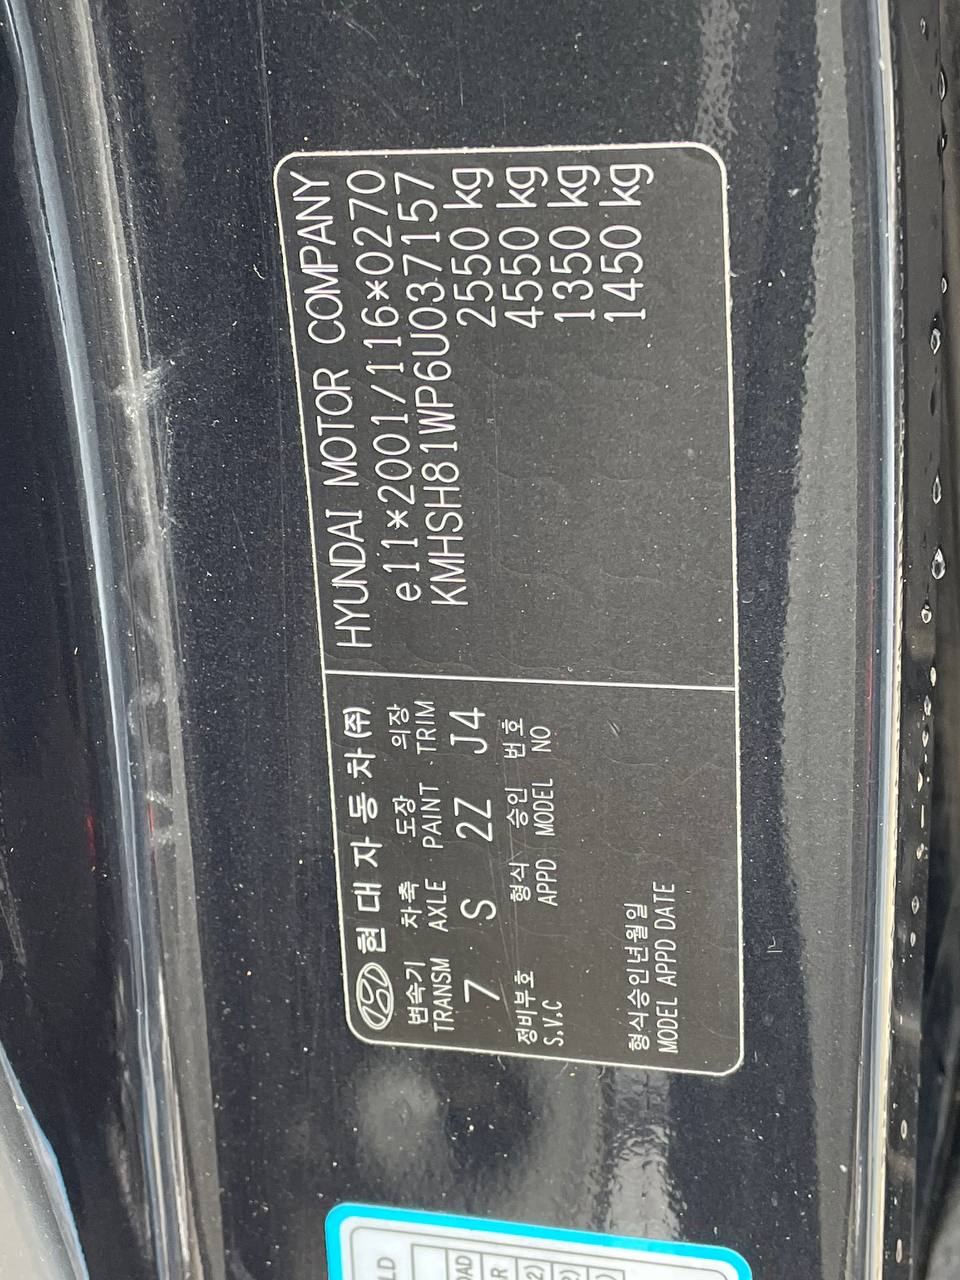 현대자동차(주)
변속기 차축 도장 의장
TRANSM AXLE PAINT TRIM
7 S 2Z J4
정비부호 형식 승인 번호
S.V.C APPD MODEL NO
형식승인년월일
MODEL APPD DATE
HYUNDAI MOTOR COMPANY
e11*2001/116*0270
KMHSH81WP6U037157
2550 kg
4550 kg
1350 kg
1450 kg